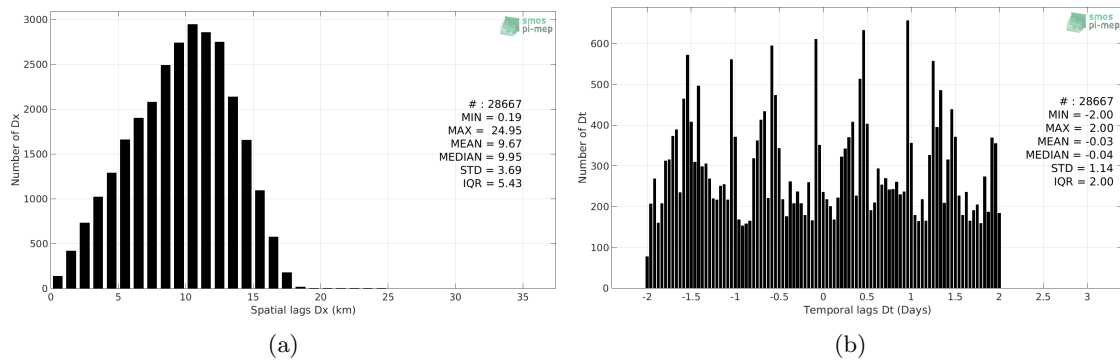 3000
2500
2000
1500
1000
500
0
Number of Dx
0 5 10 15 20 25 30 35
Spatial lags Dx (km)
smos
pi-mep
# : 28667
MIN = 0.19
MAX = 24.95
MEAN = 9.67
MEDIAN = 9.95
STD = 3.69
IQR = 5.43
(a)
600
500
400
300
200
100
0
Number of Dt
-2 -1.5 -1 -0.5 0 0.5 1 1.5 2 2.5 3
Temporal lags Dt (Days)
smos
pi-mep
# : 28667
MIN = -2.00
MAX = 2.00
MEAN = -0.03
MEDIAN = -0.04
STD = 1.14
IQR = 2.00
(b)